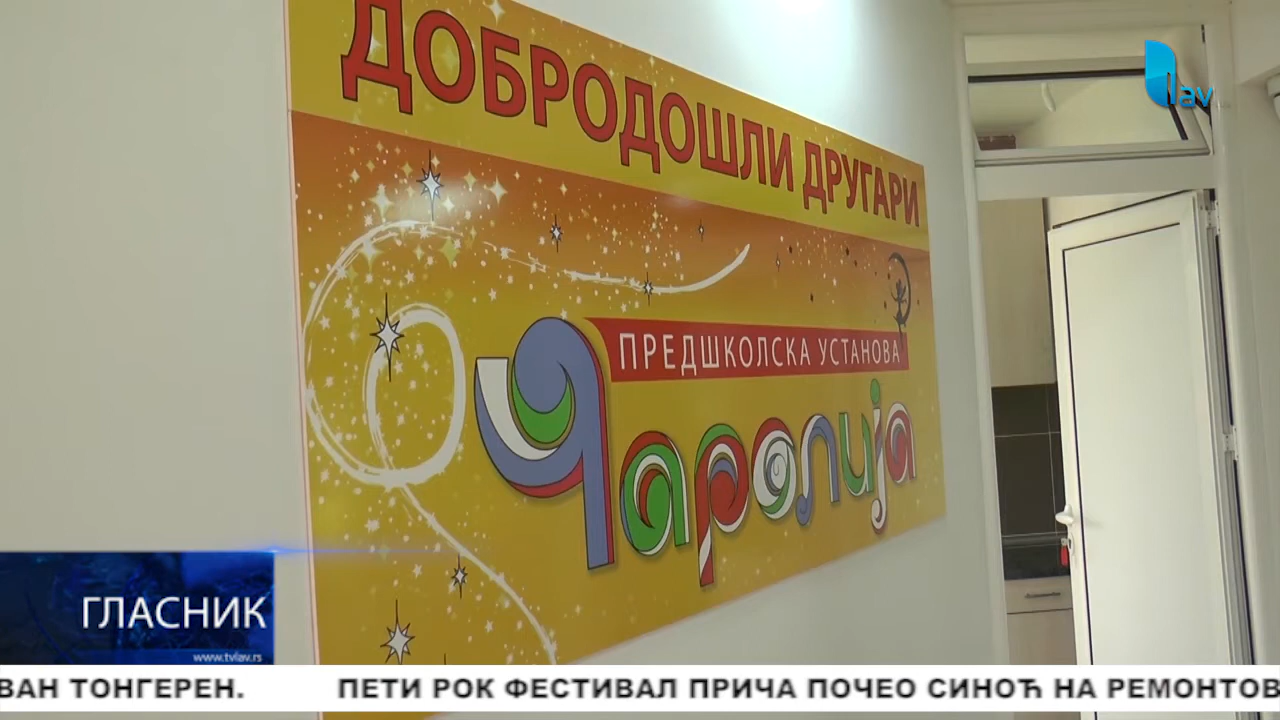 ДОБРОДОШЛИ ДРУГАРИ
lav
ПРЕДШКОЛСКА УСТАНОВА
Чаролија
ГЛАСНИК
www.tvlav.rs
ВАН ТОНГЕРЕН. ПЕТИ РОК ФЕСТИВАЛ ПРИЧА ПОЧЕО СИНОЋ НА РЕМОНТОВ